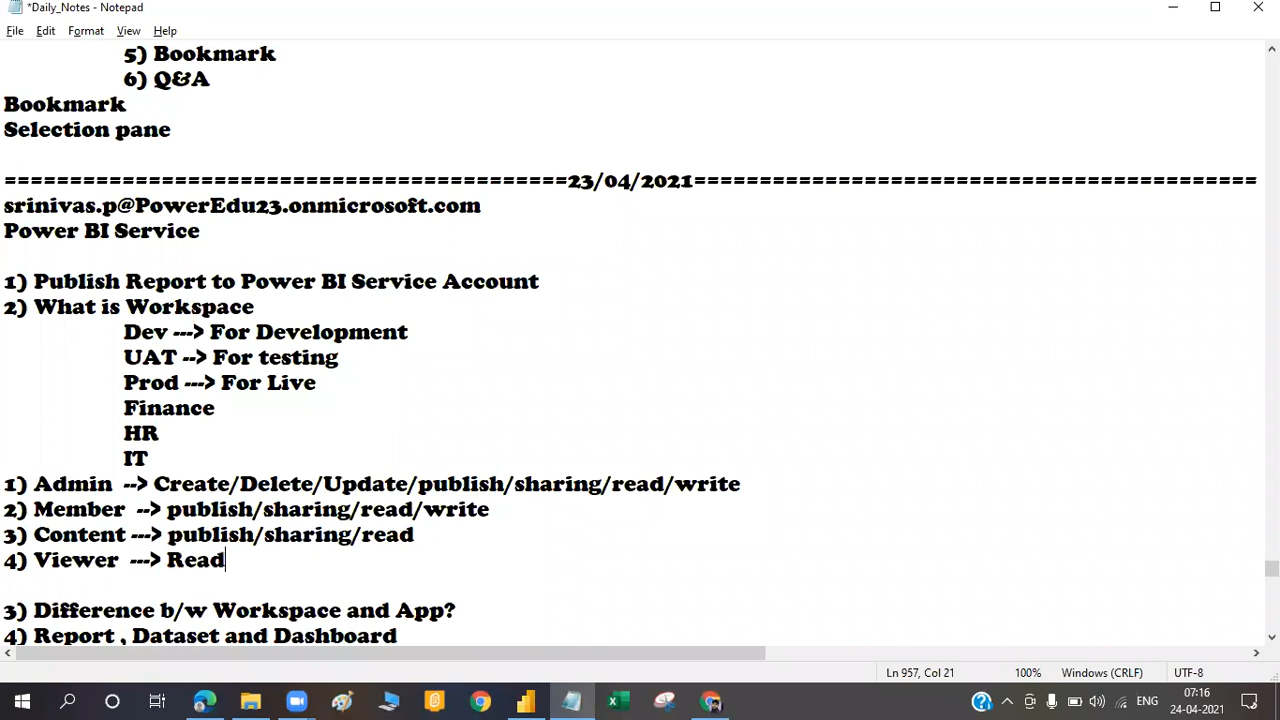 *Daily_Notes - Notepad
File Edit Format View Help
5) Bookmark
6) Q&A
Bookmark
Selection pane
===========================================23/04/2021===========================================
srinivas.p@PowerEdu23.onmicrosoft.com
Power BI Service
1) Publish Report to Power BI Service Account
2) What is Workspace
Dev ---> For Development
UAT --> For testing
Prod ---> For Live
Finance
HR
IT
1) Admin --> Create/Delete/Update/publish/sharing/read/write
2) Member --> publish/sharing/read/write
3) Content ---> publish/sharing/read
4) Viewer ---> Read
3) Difference b/w Workspace and App?
4) Report , Dataset and Dashboard
Ln 957, Col 21 100% Windows (CRLF) UTF-8
ENG 07:16
24-04-2021